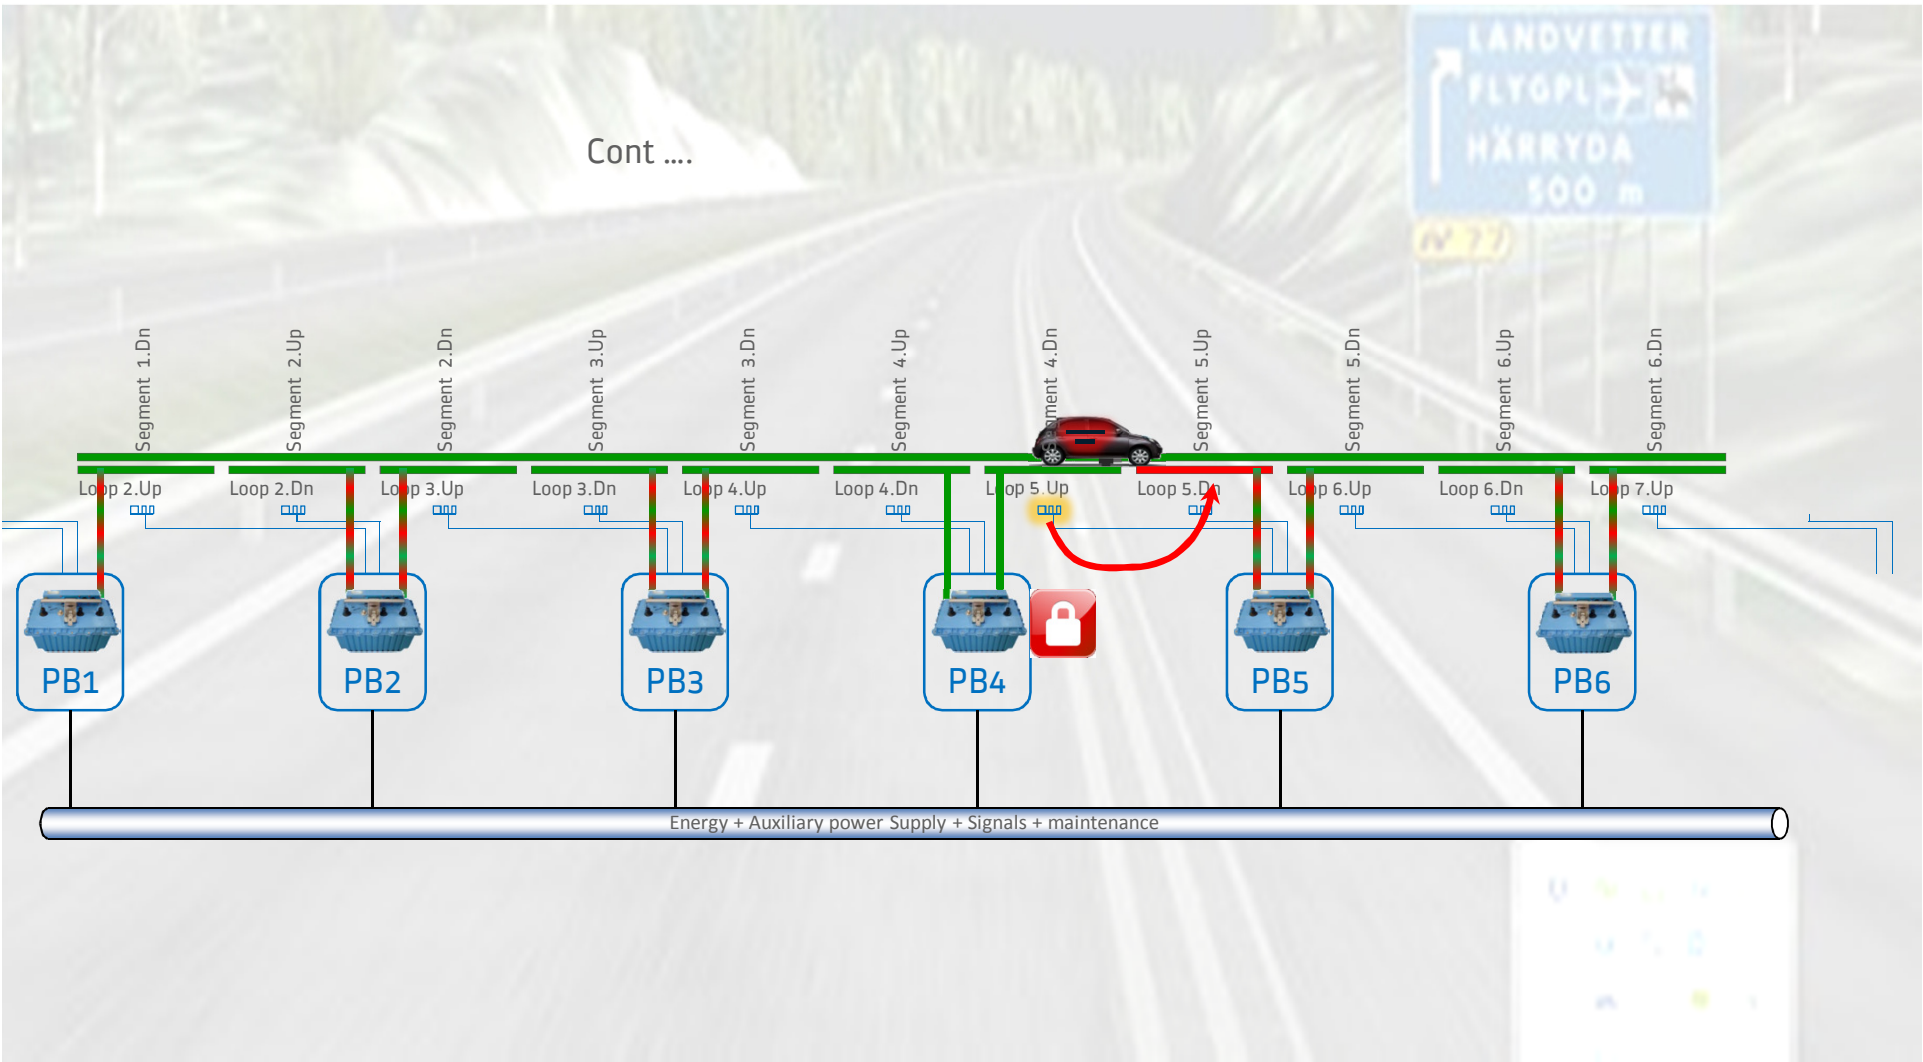 LANDVETTER
FLYGPL
HÄRRYDA
500 m
Cont ....
Segment 1.Dn
Segment 2.Up
Segment 2.Dn
Segment 3.Up
Segment 3.Dn
Segment 4.Up
Segment 4.Dn
Segment 5.Up
Segment 5.Dn
Segment 6.Up
Segment 6.Dn
Loop 2.Up
Loop 2.Dn
Loop 3.Up
Loop 3.Dn
Loop 4.Up
Loop 4.Dn
Loop 5.Up
Loop 5.Dn
Loop 6.Up
Loop 6.Dn
Loop 7.Up
PB1
PB2
PB3
PB4
PB5
PB6
Energy + Auxiliary power Supply + Signals + maintenance